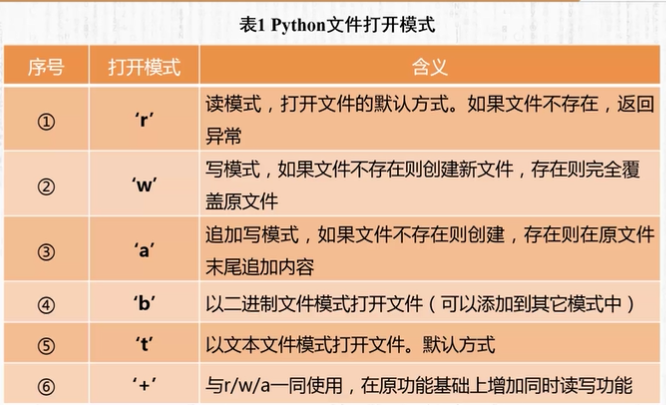 表1 Python文件打开模式
序号 打开模式 含义
① ‘r’ 读模式，打开文件的默认方式。如果文件不存在，返回
异常
② ‘w’ 写模式，如果文件不存在则创建新文件，存在则完全覆
盖原文件
③ ‘a’ 追加写模式，如果文件不存在则创建，存在则在原文件
末尾追加内容
④ ‘b’ 以二进制文件模式打开文件（可以添加到其它模式中）
⑤ ‘t’ 以文本文件模式打开文件。默认方式
⑥ ‘+’ 与r/w/a一同使用，在原功能基础上增加同时读写功能